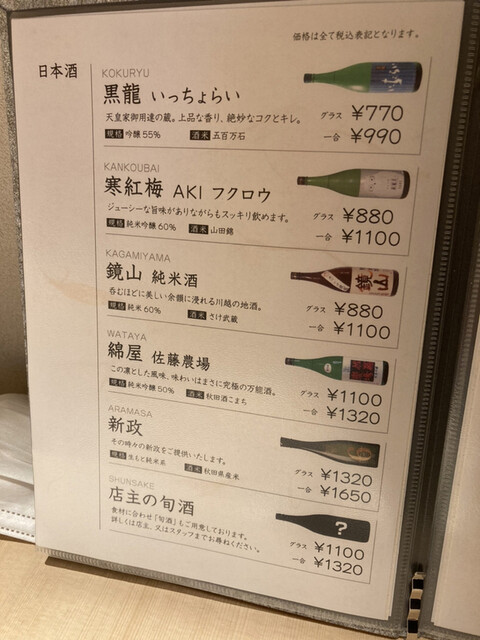 価格は全て税込表記となります。
日本酒
KOKURYU
黒龍 いっちょらい
天皇家御用達の蔵。上品な香り、絶妙なコクとキレ。
規格 吟醸 55% 酒米 五百万石
グラス ¥770
一合 ¥990
KANKOUBAI
寒紅梅 AKI フクロウ
ジューシーな旨味がありながらもスッキリ飲めます。
規格 純米吟醸 60% 酒米 山田錦
グラス ¥880
一合 ¥1100
KAGAMIYAMA
鏡山 純米酒
呑むほどに美しい余韻に浸れる川越の地酒。
規格 純米 60% 酒米 さけ武蔵
グラス ¥880
一合 ¥1100
WATAYA
綿屋 佐藤農場
この凛とした風味、味わいはまさに究極の万能酒。
規格 純米吟醸 50% 酒米 秋田酒こまち
グラス ¥1100
一合 ¥1320
ARAMASA
新政
その時々の新政をご提供いたします。
規格 生もと純米系 酒米 秋田県産米
グラス ¥1320
一合 ¥1650
SHUNSAKE
店主の旬酒
食材に合わせ「旬酒」もご用意しております。
詳しくは店主、又はスタッフまでお尋ねください。
?
グラス ¥1100
一合 ¥1320